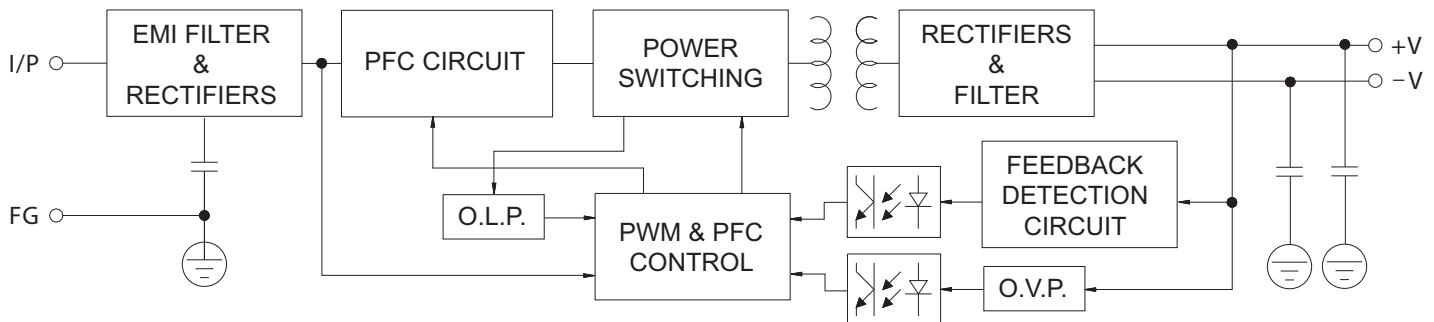 I/P
EMI FILTER
&
RECTIFIERS
PFC CIRCUIT
POWER
SWITCHING
RECTIFIERS
&
FILTER
+V
−V
FG
O.L.P.
PWM & PFC
CONTROL
FEEDBACK
DETECTION
CIRCUIT
O.V.P.